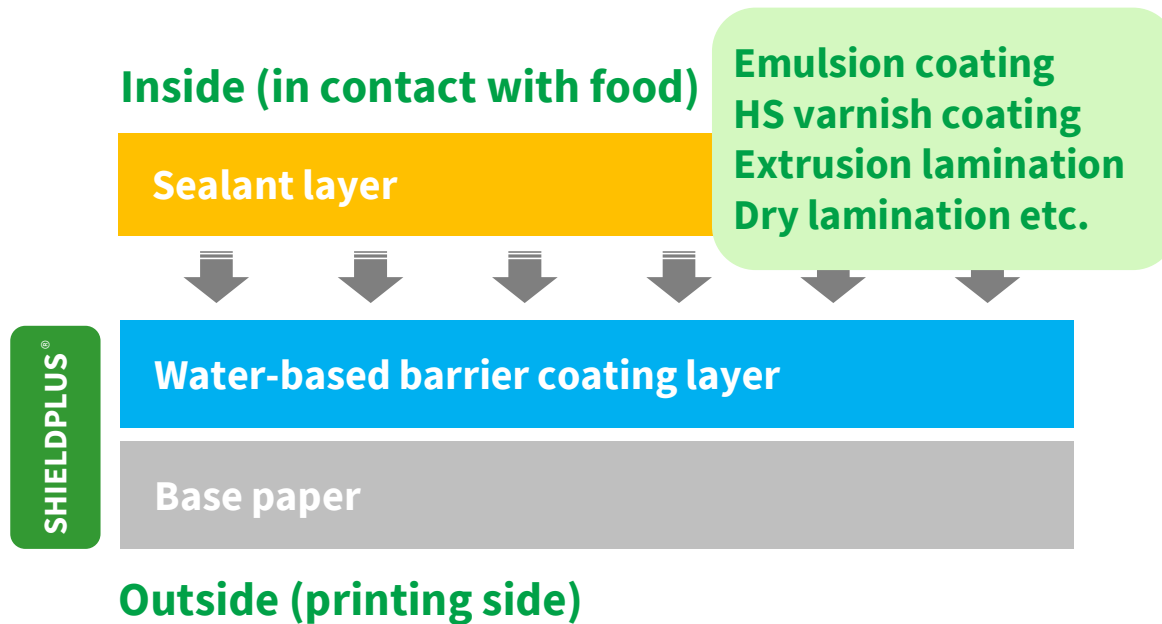 Inside (in contact with food)
Emulsion coating
HS varnish coating
Extrusion lamination
Dry lamination etc.
Sealant layer
SHIELDPLUS®
Water-based barrier coating layer
Base paper
Outside (printing side)